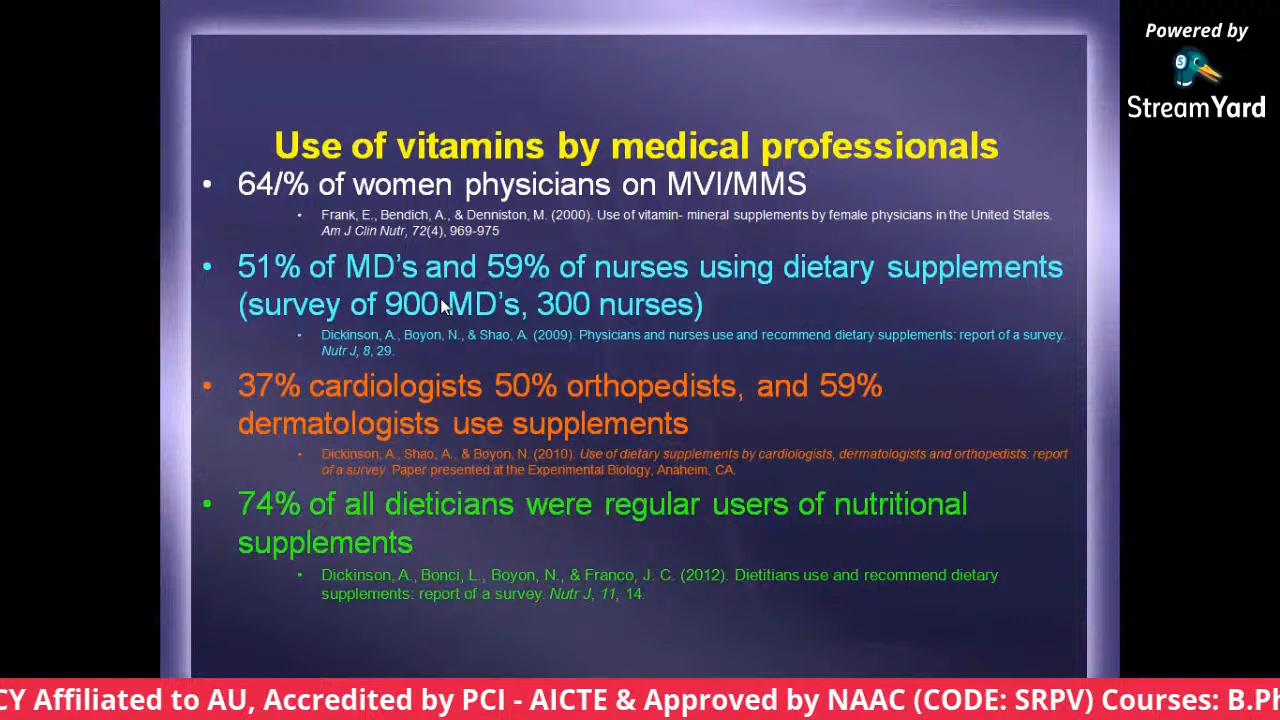 Powered by
StreamYard
Use of vitamins by medical professionals
• 64/% of women physicians on MVI/MMS
• Frank, E., Bendich, A., & Denniston, M. (2000). Use of vitamin- mineral supplements by female physicians in the United States.
Am J Clin Nutr, 72(4), 969-975
• 51% of MD's and 59% of nurses using dietary supplements
(survey of 900 MD's, 300 nurses)
• Dickinson, A., Boyon, N., & Shao, A. (2009). Physicians and nurses use and recommend dietary supplements: report of a survey.
Nutr J, 8, 29.
• 37% cardiologists 50% orthopedists, and 59%
dermatologists use supplements
• Dickinson, A., Shao, A., & Boyon, N. (2010). Use of dietary supplements by cardiologists, dermatologists and orthopedists: report
of a survey. Paper presented at the Experimental Biology, Anaheim, CA.
• 74% of all dieticians were regular users of nutritional
supplements
• Dickinson, A., Bonci, L., Boyon, N., & Franco, J. C. (2012). Dietitians use and recommend dietary
supplements: report of a survey. Nutr J, 11, 14.
CY Affiliated to AU, Accredited by PCI - AICTE & Approved by NAAC (CODE: SRPV) Courses: B.Ph